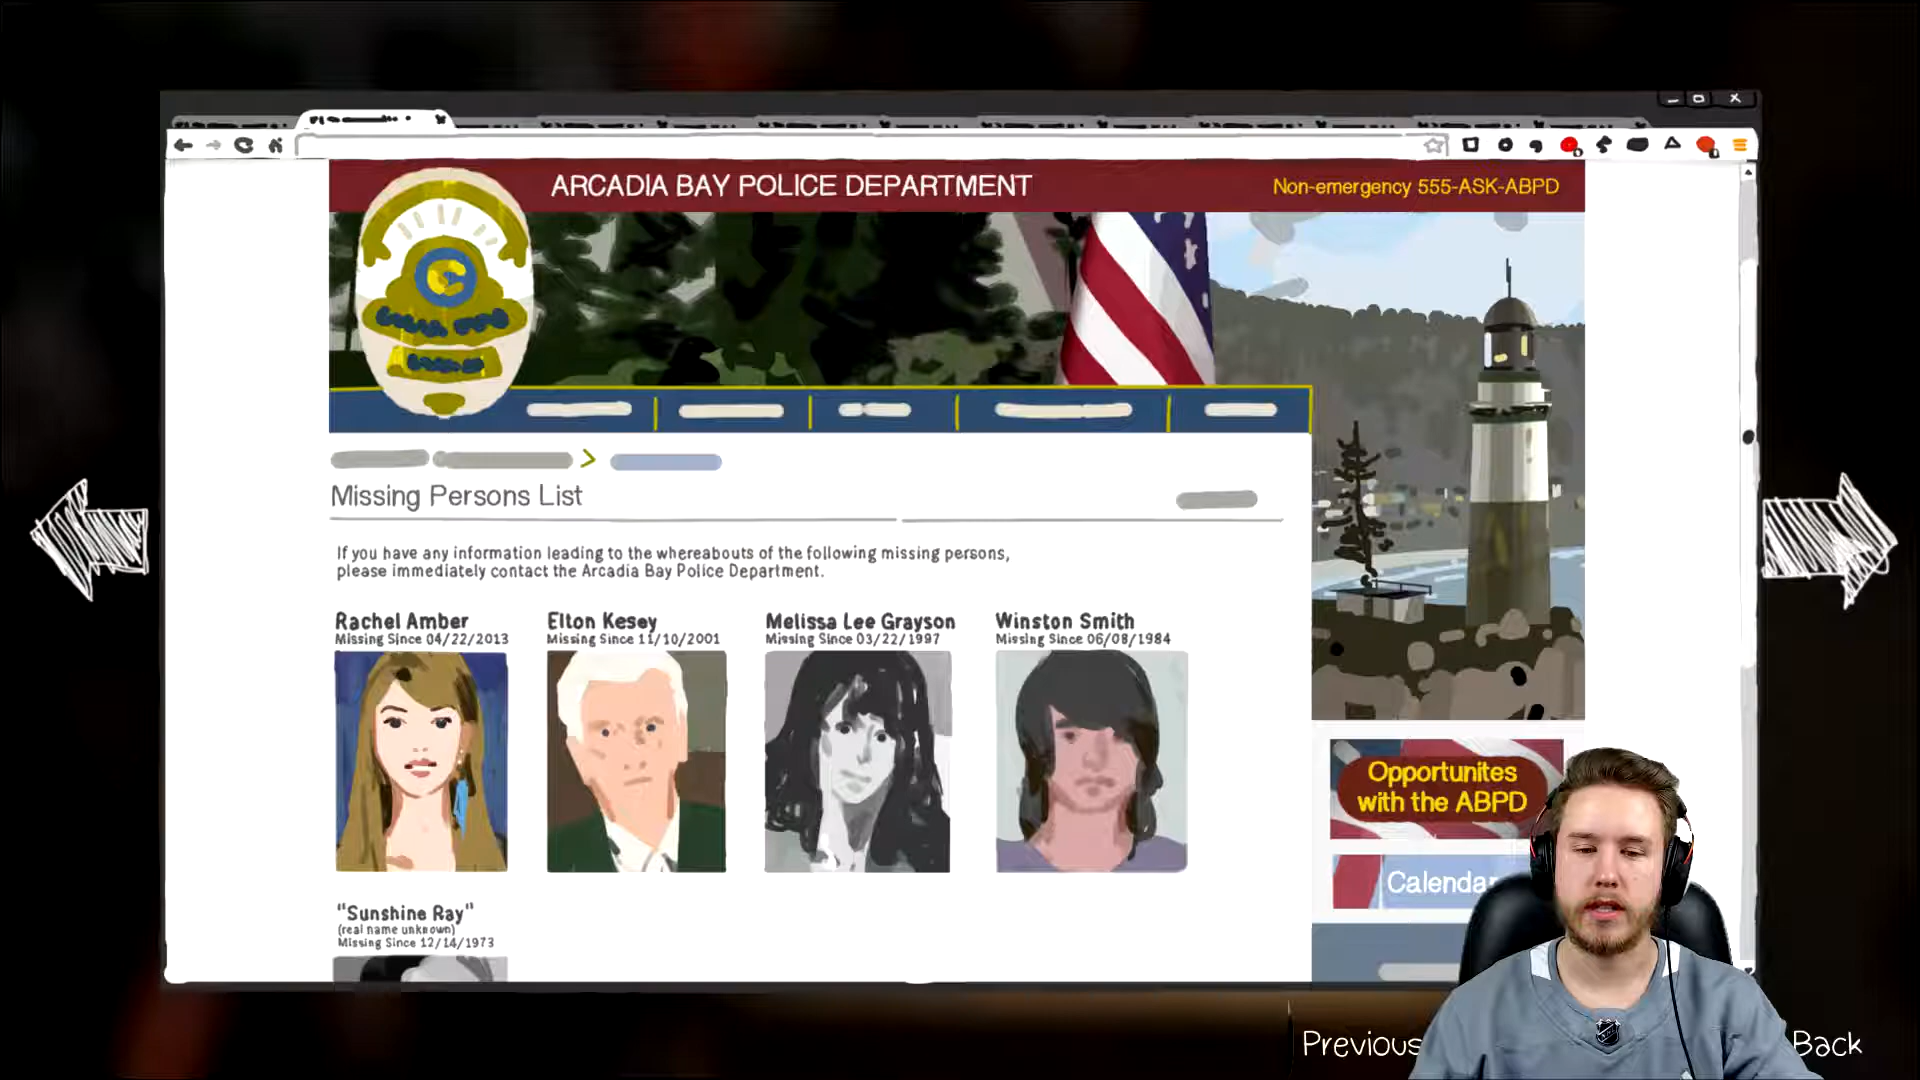 ARCADIA BAY POLICE DEPARTMENT
Non-emergency 555-ASK-ABPD
Missing Persons List
If you have any information leading to the whereabouts of the following missing persons,
please immediately contact the Arcadia Bay Police Department.
Rachel Amber
Missing Since 04/22/2013
Elton Kesey
Missing Since 11/10/2001
Melissa Lee Grayson
Missing Since 03/22/1997
Winston Smith
Missing Since 06/08/1984
"Sunshine Ray"
(real name unknown)
Missing Since 12/14/1973
Opportunites
with the ABPD
Calendar
Previous
Back